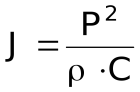 J = P² / ρ · C